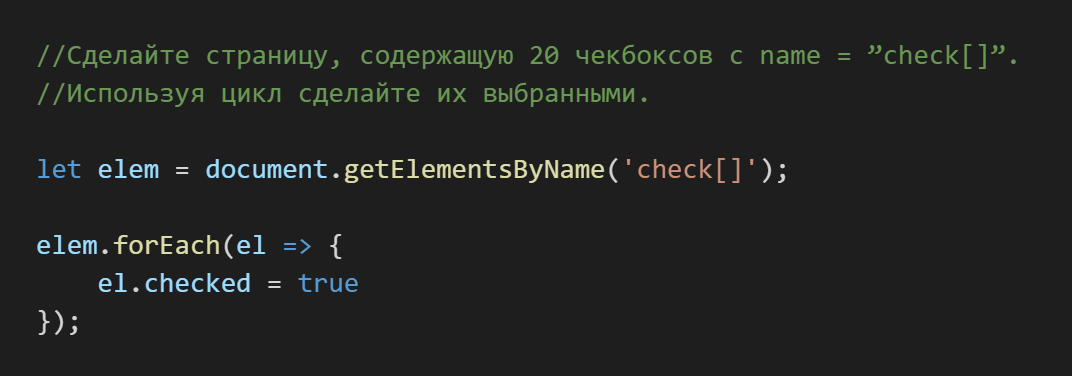 //Сделайте страницу, содержащую 20 чекбоксов с name = ”check[]”.
//Используя цикл сделайте их выбранными.
let elem = document.getElementsByName('check[]');
elem.forEach(el => {
    el.checked = true
});